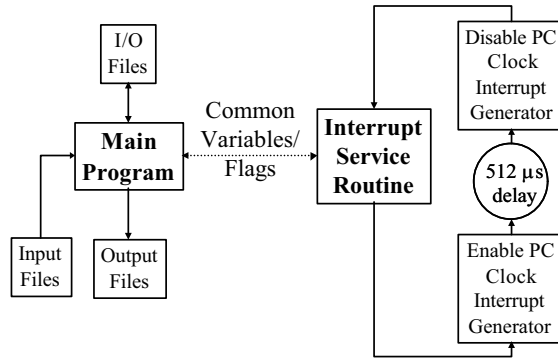 I/O
Files
Main
Program
Input
Files
Output
Files
Common
Variables/
Flags
Interrupt
Service
Routine
Disable PC
Clock
Interrupt
Generator
512 μs
delay
Enable PC
Clock
Interrupt
Generator